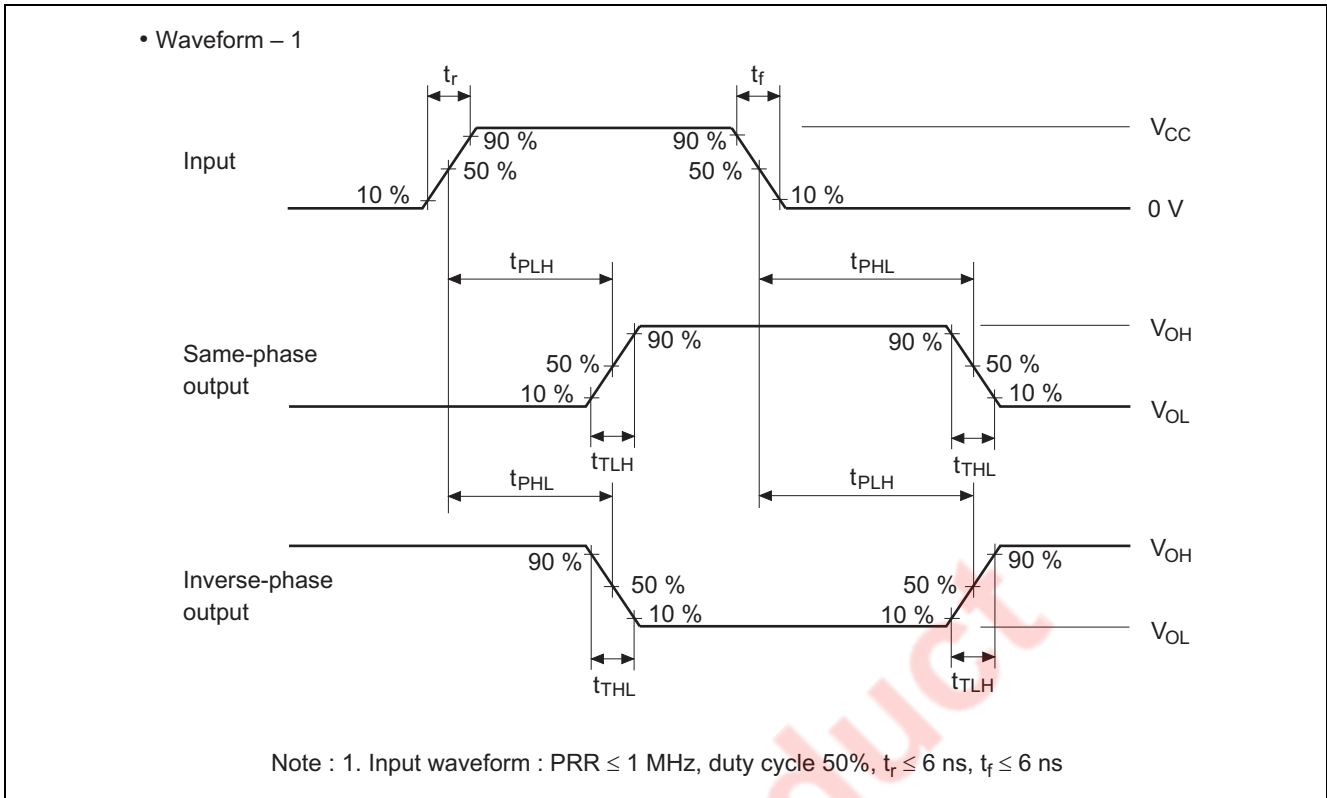 • Waveform – 1
tr tf
90 % 90 % VCC
Input 50 % 50 %
10 % 10 % 0 V
tPLH tPHL
90 % 90 % VOH
Same-phase
output
50 % 50 %
10 % 10 % VOL
tTLH tTHL
tPHL tPLH
90 % 90 % VOH
Inverse-phase
output
50 % 50 %
10 % 10 % VOL
tTHL tTLH
duct
Note : 1. Input waveform : PRR ≤ 1 MHz, duty cycle 50%, tr ≤ 6 ns, tf ≤ 6 ns